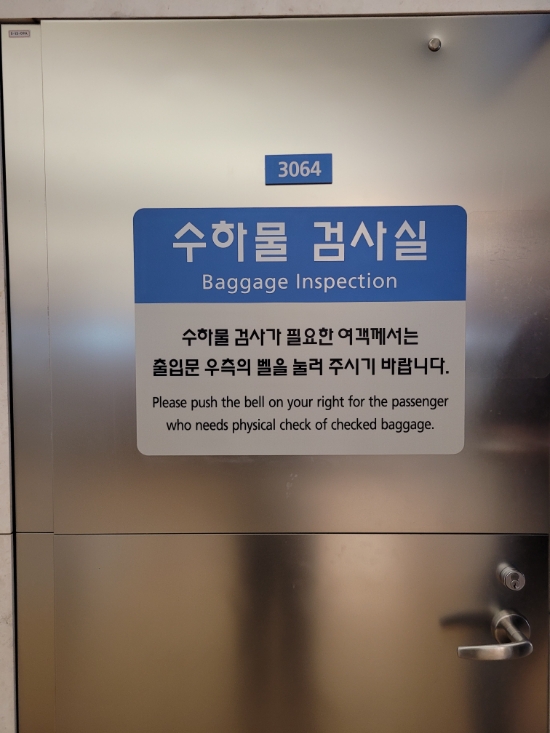 3064
수하물 검사실
Baggage Inspection
수하물 검사가 필요한 여객께서는
출입문 우측의 벨을 눌러 주시기 바랍니다.
Please push the bell on your right for the passenger
who needs physical check of checked baggage.